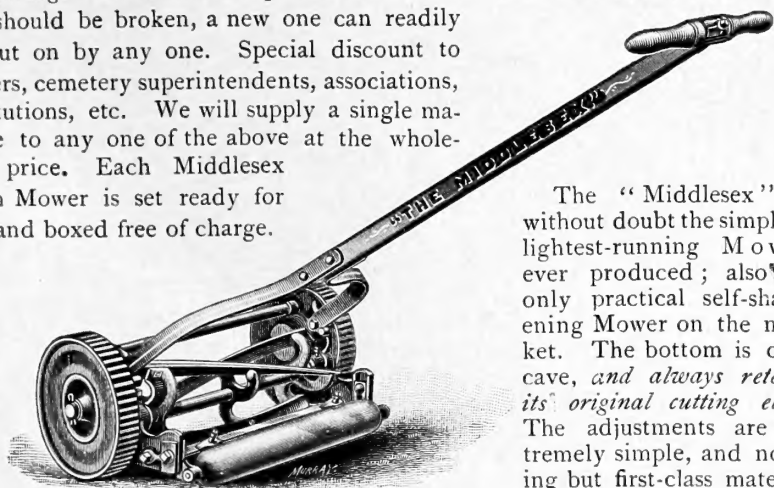 should be broken, a new one can readily
ut on by any one. Special discount to
ers, cemetery superintendents, associations,
utions, etc. We will supply a single ma-
e to any one of the above at the whole-
price. Each Middlesex
n Mower is set ready for
and boxed free of charge.
"THE MIDDLESEX"
The "Middlesex"
without doubt the simpl
lightest-running Mow
ever produced; also
only practical self-sha
ening Mower on the m
ket. The bottom is c
cave, and always rete
its original cutting e
The adjustments are
tremely simple, and no
ing but first-class mate
MURRAY